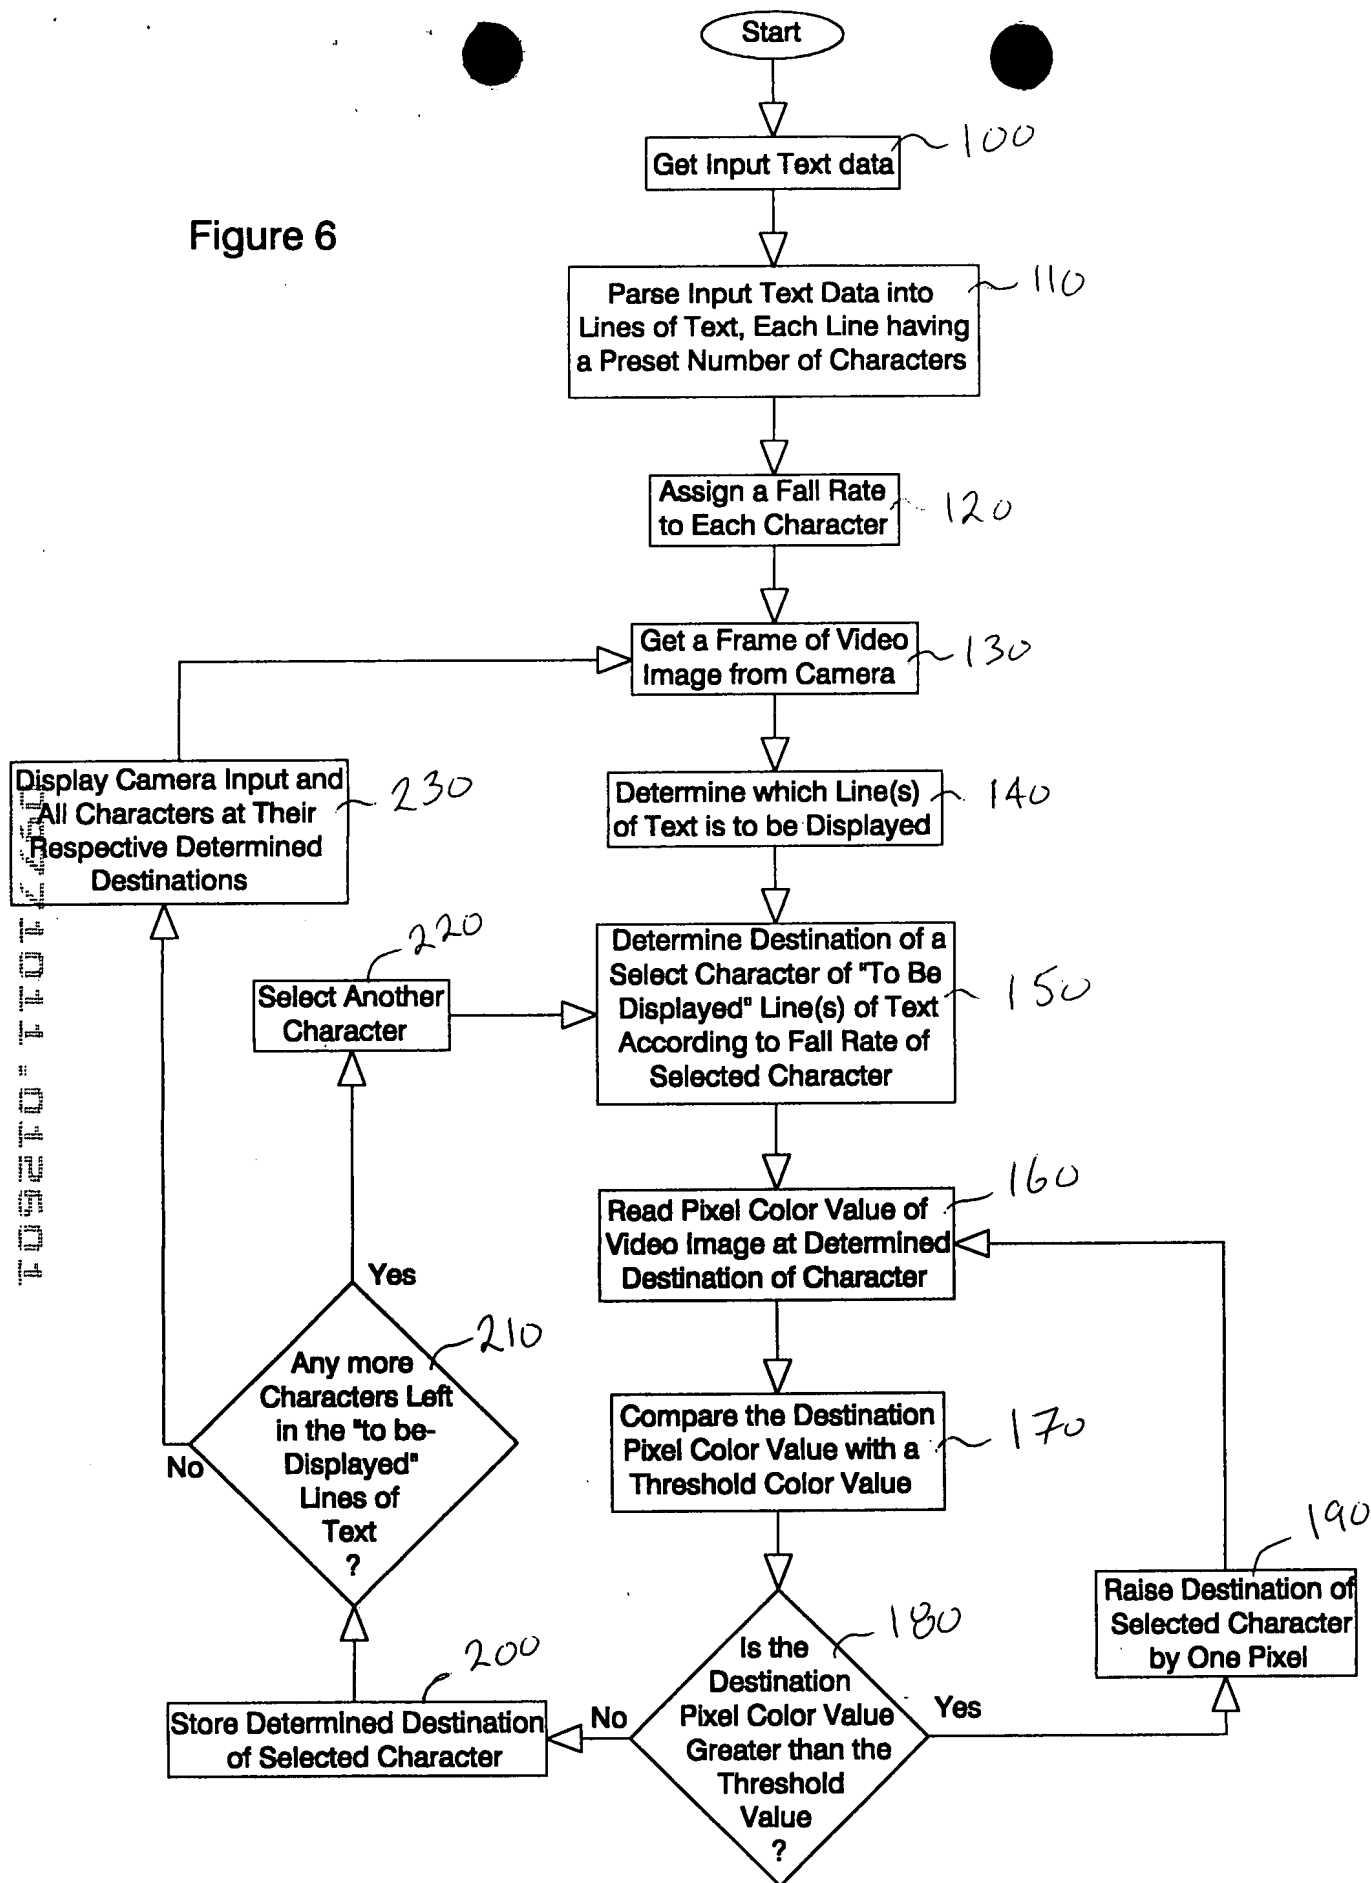 Start
Get Input Text data
100
Figure 6
Parse Input Text Data into
Lines of Text, Each Line having
a Preset Number of Characters
110
Assign a Fall Rate
to Each Character
120
Get a Frame of Video
Image from Camera
130
Display Camera Input and
All Characters at Their
Respective Determined
Destinations
230
Determine which Line(s)
of Text is to be Displayed
140
Select Another
Character
220
Determine Destination of a
Select Character of "To Be
Displayed" Line(s) of Text
According to Fall Rate of
Selected Character
150
Read Pixel Color Value of
Video Image at Determined
Destination of Character
160
Yes
Any more
Characters Left
in the "to be-
Displayed"
Lines of
Text
?
210
No
Compare the Destination
Pixel Color Value with a
Threshold Color Value
170
Raise Destination of
Selected Character
by One Pixel
190
Is the
Destination
Pixel Color Value
Greater than the
Threshold
Value
?
180
Yes
No
Store Determined Destination
of Selected Character
200